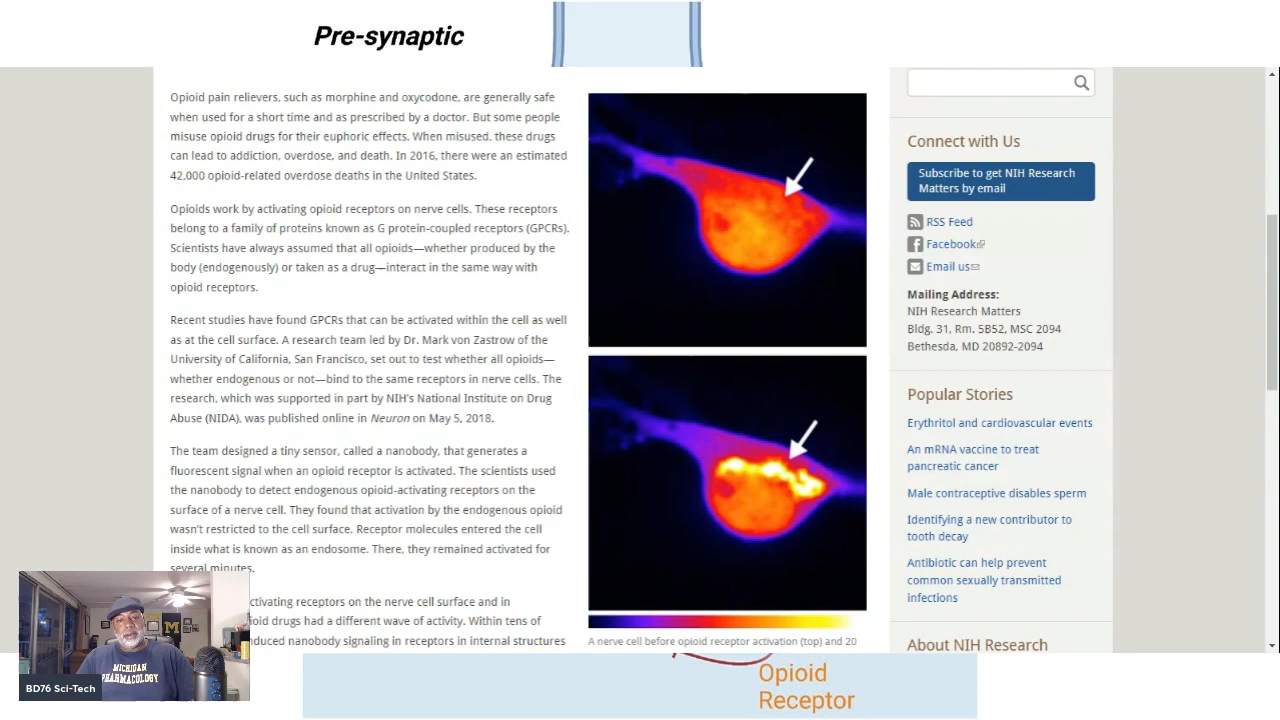 Pre-synaptic
Opioid pain relievers, such as morphine and oxycodone, are generally safe
when used for a short time and as prescribed by a doctor. But some people
misuse opioid drugs for their euphoric effects. When misused, these drugs
can lead to addiction, overdose, and death. In 2016, there were an estimated
42,000 opioid-related overdose deaths in the United States.
Opioids work by activating opioid receptors on nerve cells. These receptors
belong to a family of proteins known as G protein-coupled receptors (GPCRs).
Scientists have always assumed that all opioids—whether produced by the
body (endogenously) or taken as a drug—interact in the same way with
opioid receptors.
Recent studies have found GPCRs that can be activated within the cell as well
as at the cell surface. A research team led by Dr. Mark von Zastrow of the
University of California, San Francisco, set out to test whether all opioids—
whether endogenous or not—bind to the same receptors in nerve cells. The
research, which was supported in part by NIH's National Institute on Drug
Abuse (NIDA), was published online in Neuron on May 5, 2018.
The team designed a tiny sensor, called a nanobody, that generates a
fluorescent signal when an opioid receptor is activated. The scientists used
the nanobody to detect endogenous opioid-activating receptors on the
surface of a nerve cell. They found that activation by the endogenous opioid
wasn't restricted to the cell surface. Receptor molecules entered the cell
inside what is known as an endosome. There, they remained activated for
several minutes.
activating receptors on the nerve cell surface and in
drugs had a different wave of activity. Within tens of
nanobody signaling in receptors in internal structures
A nerve cell before opioid receptor activation (top) and 20
Connect with Us
Subscribe to get NIH Research
Matters by email
RSS Feed
Facebook
Email us
Mailing Address:
NIH Research Matters
Bldg. 31, Rm. 5B52, MSC 2094
Bethesda, MD 20892-2094
Popular Stories
Erythritol and cardiovascular events
An mRNA vaccine to treat
pancreatic cancer
Male contraceptive disables sperm
Identifying a new contributor to
tooth decay
Antibiotic can help prevent
common sexually transmitted
infections
About NIH Research
M
MICHIGAN
PHARMACOLOGY
BD76 Sci-Tech
Opioid
Receptor